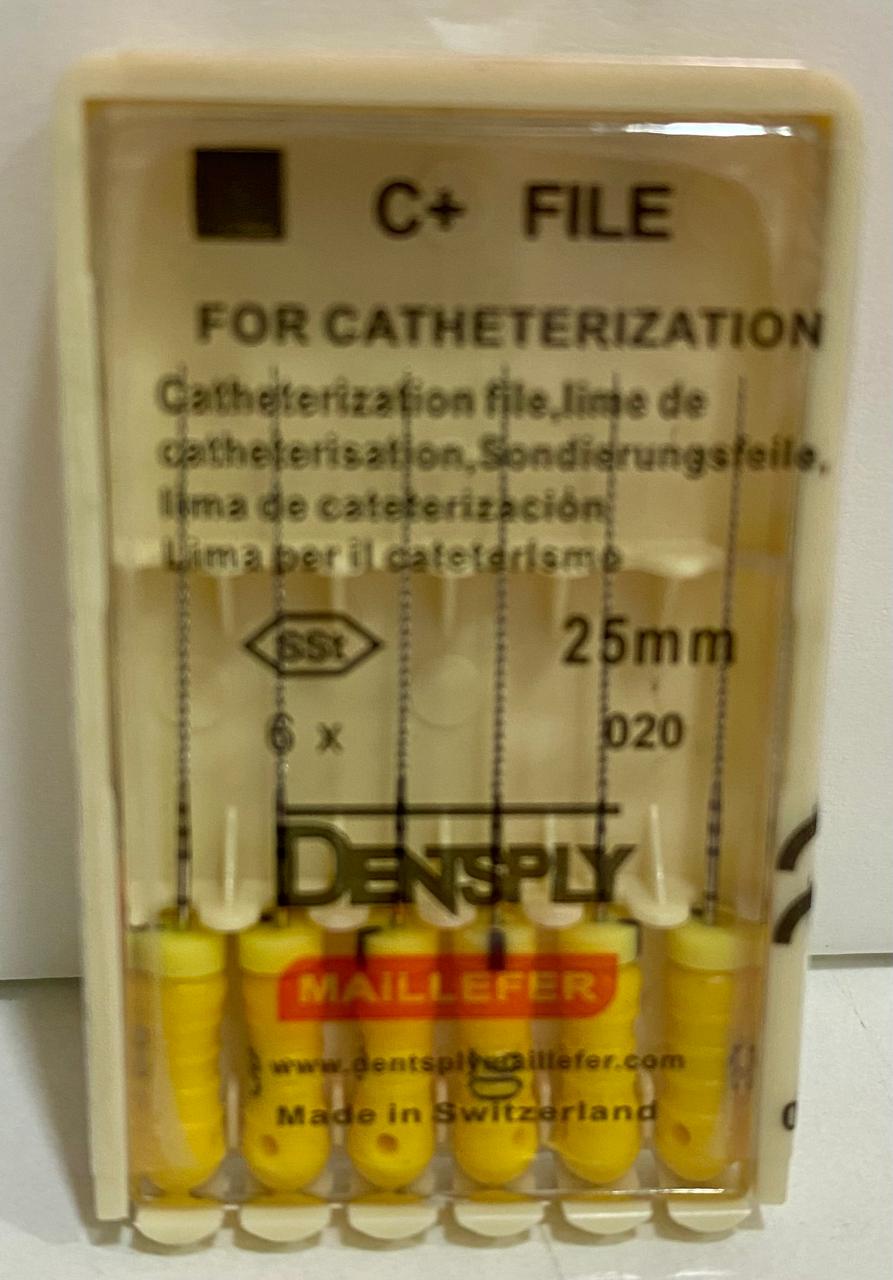 C+ FILE
FOR CATHETERIZATION
Catheterization file,lime de
catheterisation,Sondierungsfeile,
lima de cateterización
Lima per il cateterismo
SSt
25mm
6 x
020
DENTSPLY
MAILLEFER
www.dentsplymaillefer.com
Made in Switzerland